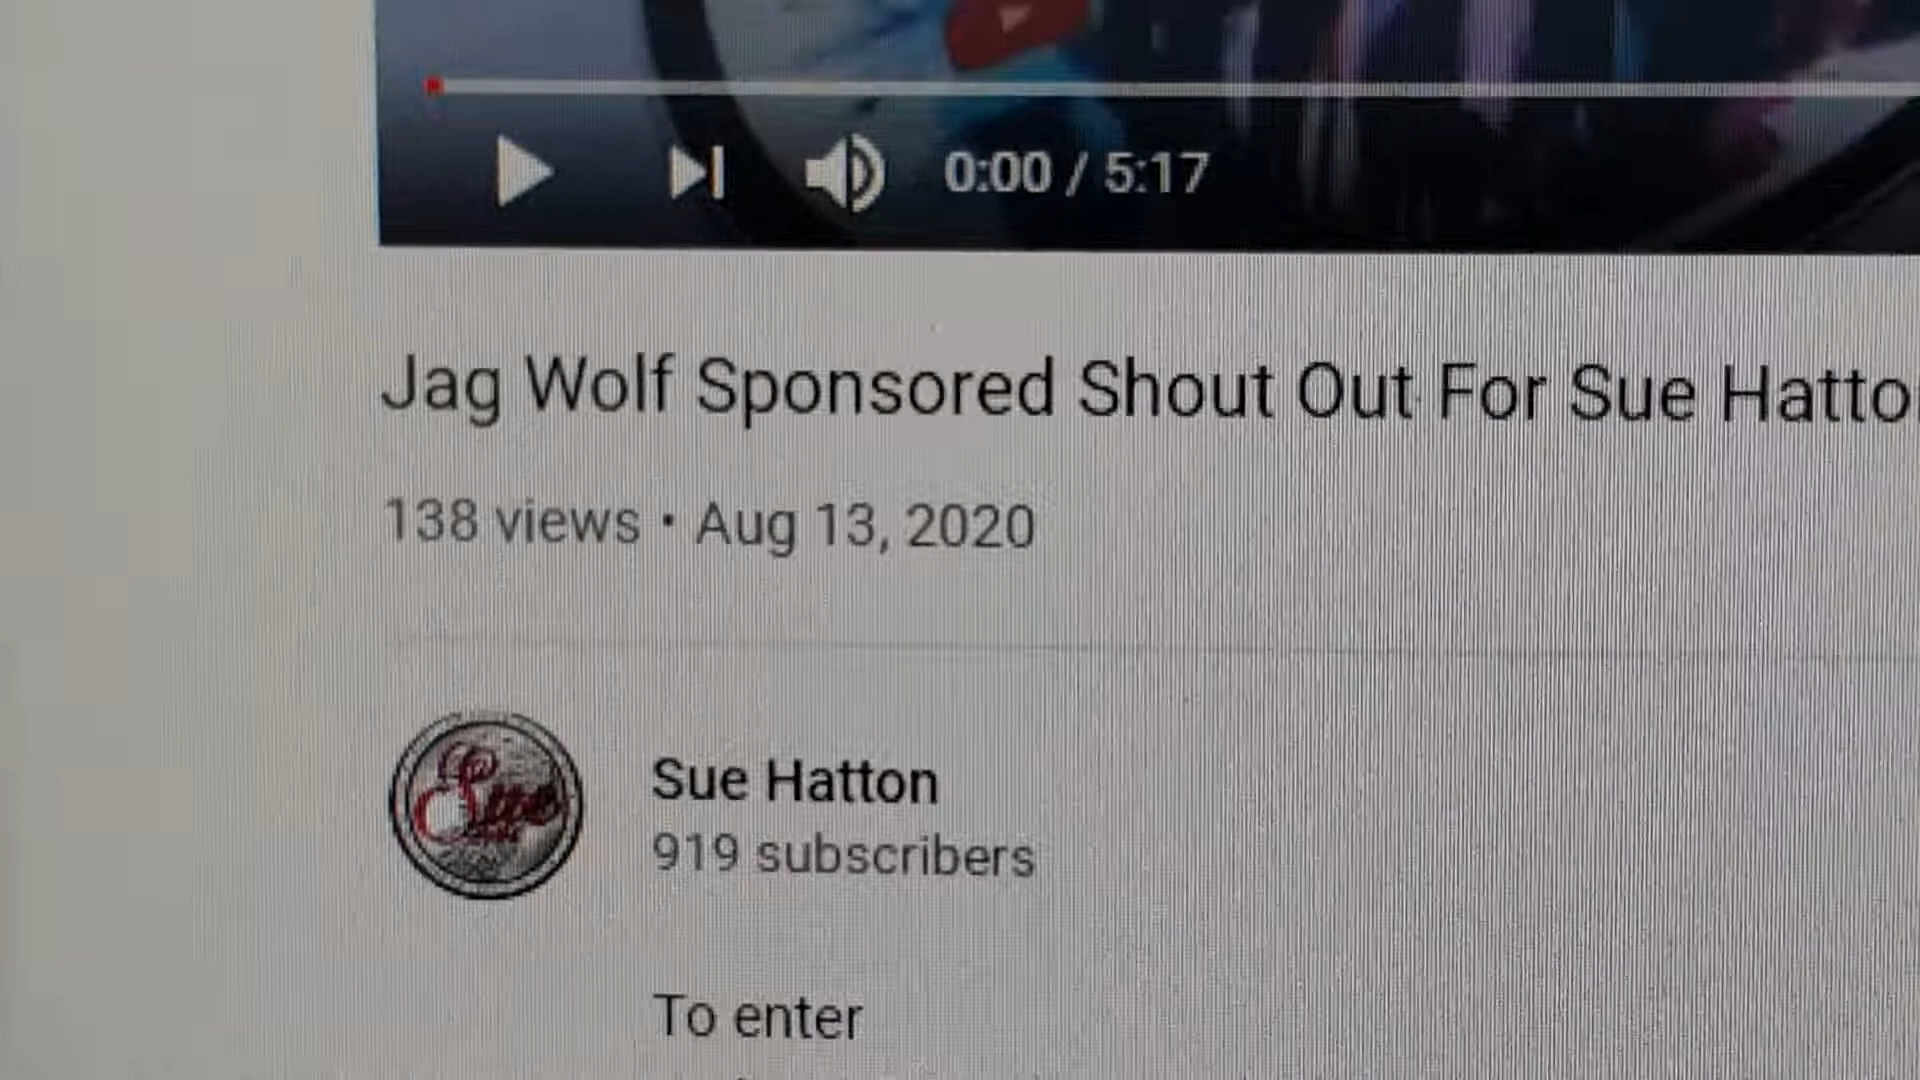 0:00 / 5:17
Jag Wolf Sponsored Shout Out For Sue Hatto
138 views • Aug 13, 2020
Sue
Sue Hatton
919 subscribers
To enter